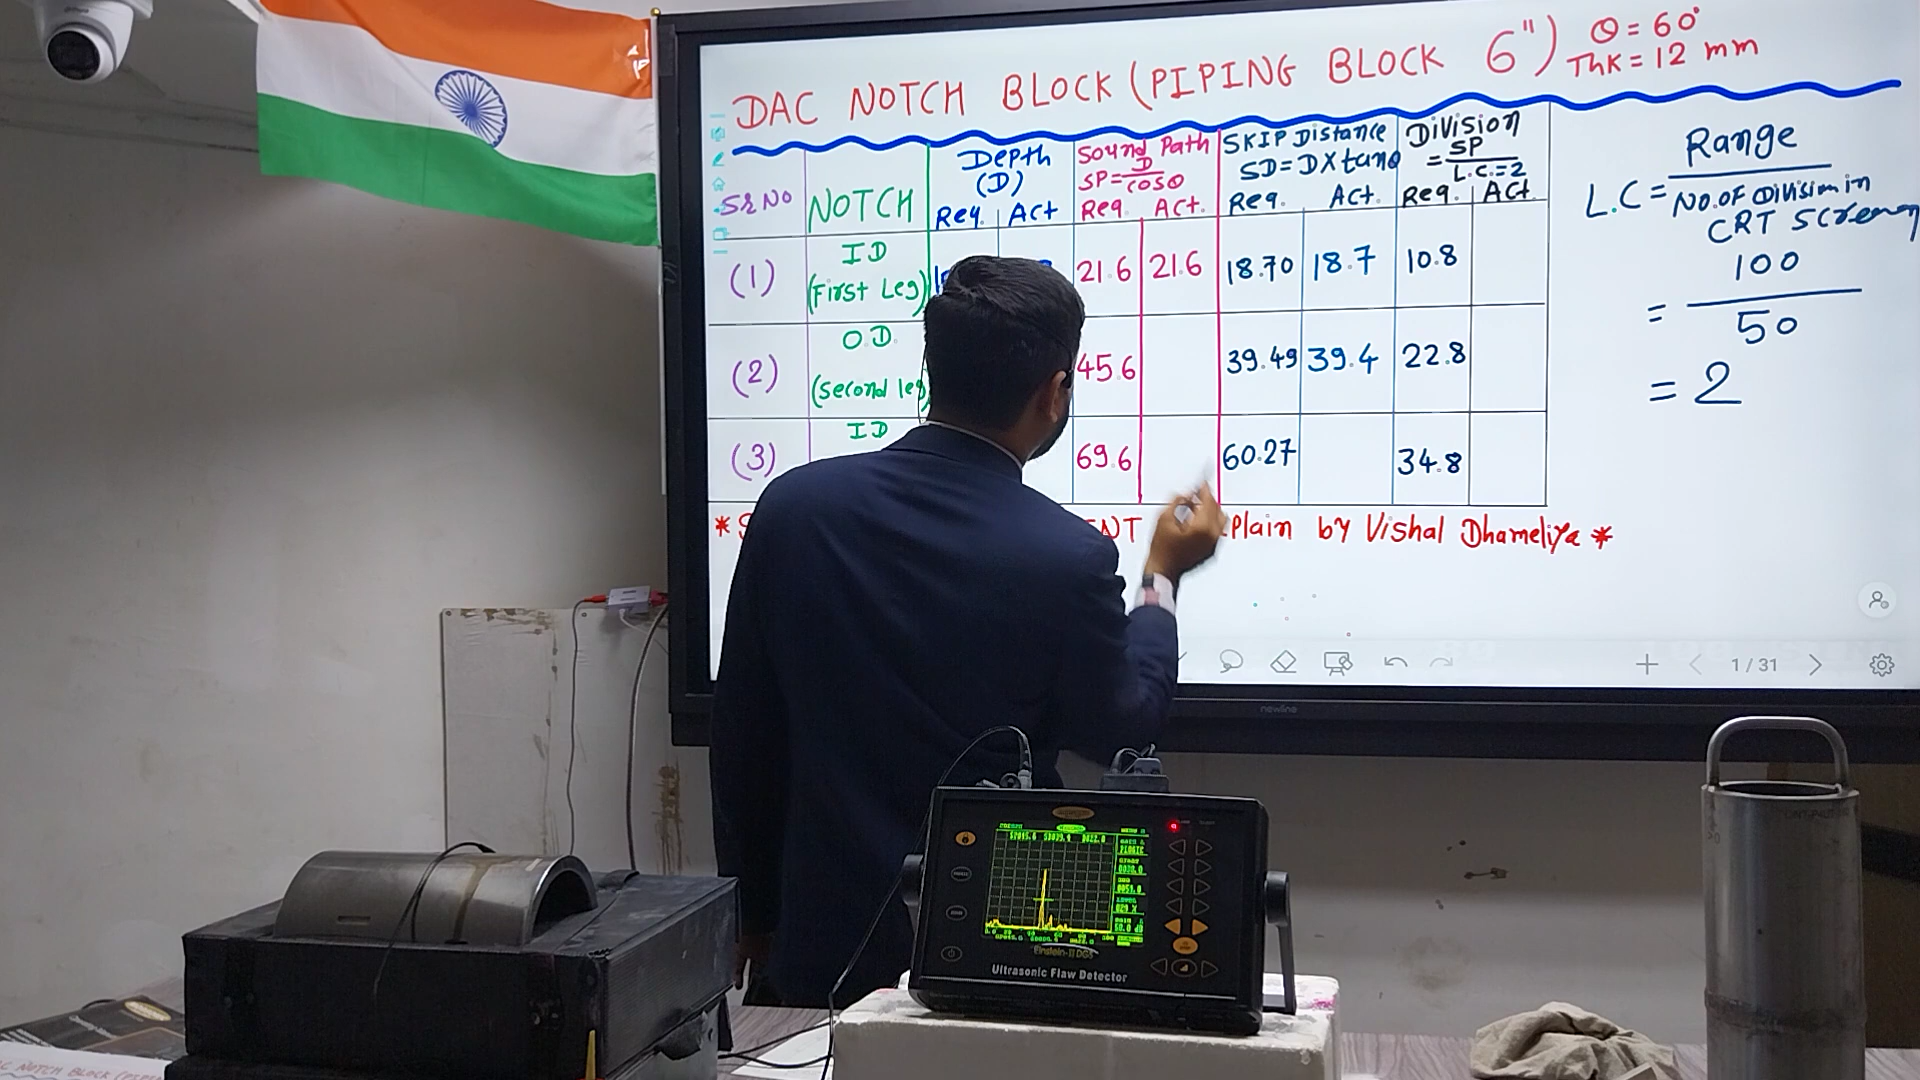 DAC NOTCH BLOCK (PIPING BLOCK 6") θ = 60°
Thk = 12 mm
Sr No NOTCH Depth (D) Sound Path SP = D / cosθ SKIP Distance SD = D X tanθ Division = SP / L.C. = 2
Req. Act Req. Act. Req. Act. Req. Act.
(1) ID (First Leg) 21.6 21.6 18.70 18.7 10.8
(2) O.D. (Second leg) 45.6 39.49 39.4 22.8
(3) ID 69.6 60.27 34.8
L.C = Range / No. of Division in CRT Screen
= 100 / 50
= 2
Plain by Vishal Dhameliya *
1 / 31
newline
Einstein-II DGS
Ultrasonic Flaw Detector